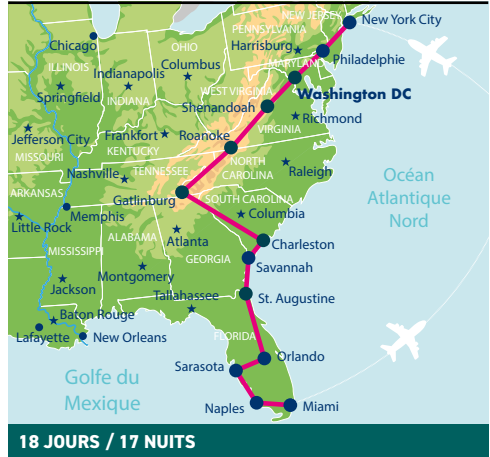 NEW JERSEY
New York City
PENNSYLVANIA
Chicago
OHIO
Harrisburg
Philadelphie
ILLINOIS
Indianapolis
Columbus
MARYLAND
Springfield
INDIANA
WEST VIRGINIA
Washington DC
Shenandoah
Richmond
Jefferson City
Frankfort
Roanoke
VIRGINIA
MISSOURI
KENTUCKY
Nashville
TENNESSEE
NORTH
CAROLINA
Raleigh
Océan
Atlantique
Nord
ARKANSAS
Gatlinburg
SOUTH CAROLINA
Memphis
Columbia
Little Rock
ALABAMA
Atlanta
Charleston
MISSISSIPPI
GEORGIA
Savannah
Montgomery
Jackson
Tallahassee
St. Augustine
Baton Rouge
Lafayette
New Orleans
FLORIDA
Orlando
Golfe du
Mexique
Sarasota
Naples
Miami
18 JOURS / 17 NUITS